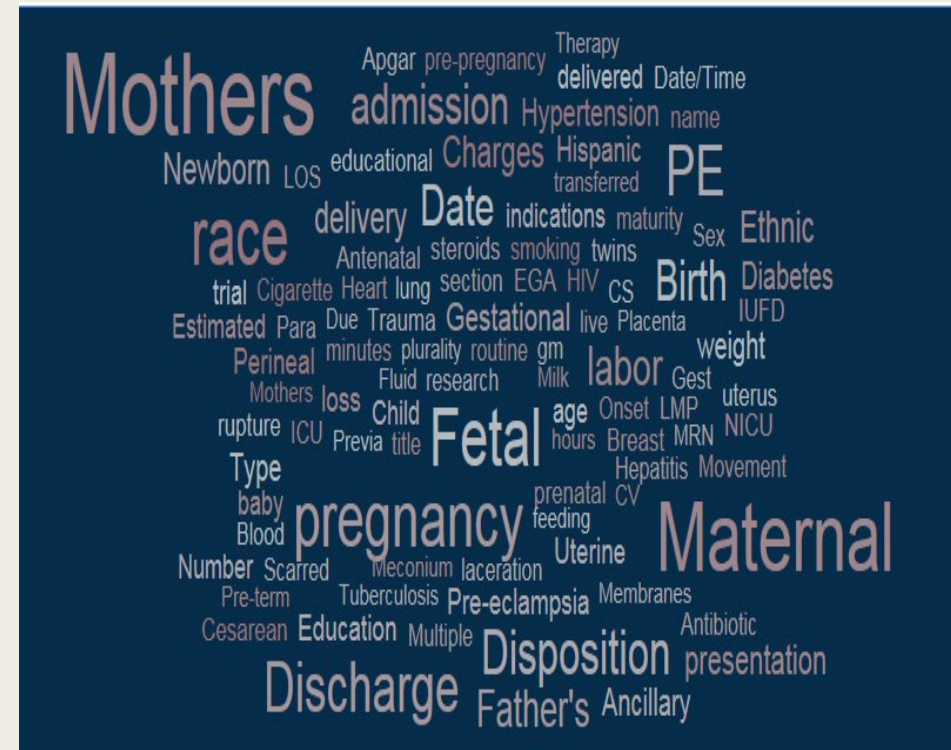 Therapy
Mothers Apgar pre-pregnancy delivered Date/Time
admission Hypertension name
Newborn LOS educational Charges Hispanic PE
transferred
race delivery Date indications maturity Sex Ethnic
Antenatal steroids smoking twins
trial Cigarette Heart lung section EGA HIV CS Birth Diabetes
IUFD
Estimated Para Due Trauma Gestational live Placenta
Perineal minutes plurality routine gm labor weight
Mothers loss Fluid research Milk Gest uterus
rupture ICU Previa title Child Fetal age Onset LMP
hours Breast MRN NICU
Type Hepatitis Movement
baby prenatal CV
Blood pregnancy feeding Maternal
Number Scarred Meconium laceration Uterine
Pre-term Tuberculosis Pre-eclampsia Membranes
Cesarean Education Multiple Antibiotic
Disposition presentation
Discharge Father's Ancillary